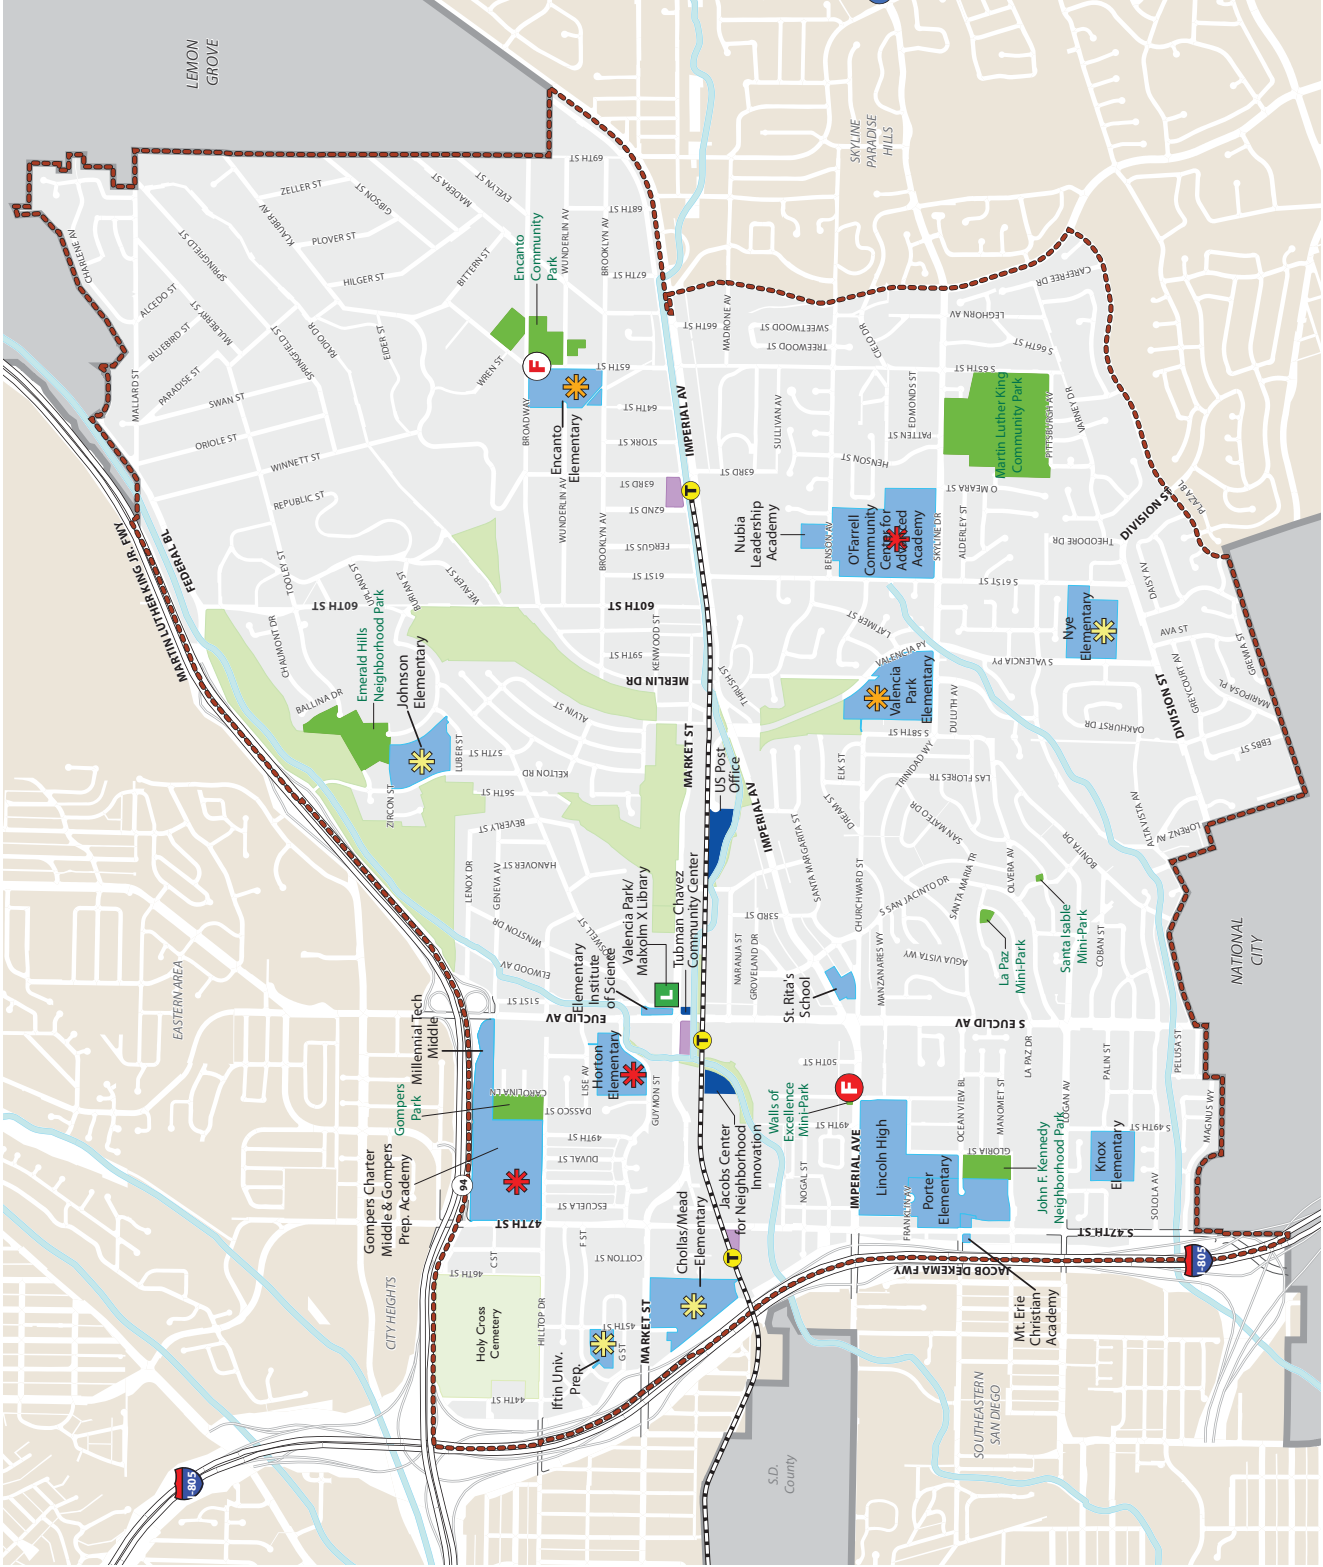 LEMON
GROVE
SKYLINE
PARADISE
HILLS
EASTERN AREA
CITY HEIGHTS
SOUTHEASTERN
SAN DIEGO
NATIONAL
CITY
S.D.
County
MARTIN LUTHER KING JR. FWY
FEDERAL BL
CHARLENE AV
MALLARD ST
ALCEDO ST
BLUEBIRD ST
PARADISE ST
SWAN ST
ORIOLE ST
WINNETT ST
REPUBLIC ST
TOOLEY ST
SPRINGFIELD ST
MULBERRY ST
SPRINGFIELD ST
RADIO DR
KLAUBER AV
ZELLER ST
PLOVER ST
HILGER ST
EIDER ST
GIBSON ST
MADERA ST
EVELYN ST
BITTERN ST
WREN ST
BROADWAY
69TH ST
68TH ST
67TH ST
66TH ST
65TH ST
64TH ST
STORK ST
63RD ST
63RD ST
62ND ST
FERGUS ST
61ST ST
60TH ST
60TH ST
59TH ST
WUNDERLIN AV
WUNDERLIN AV
BROOKLYN AV
BROOKLYN AV
Encanto
Community
Park
F
Encanto
Elementary
IMPERIAL AV
T
UPLAND ST
BURIAN ST
WEAVER ST
CHAUMONT DR
BALLINA DR
Emerald Hills
Neighborhood Park
Johnson
Elementary
ZIRCON ST
LUBER ST
57TH ST
KELTON RD
56TH ST
BEVERLY ST
HANOVER ST
LENOX DR
GENEVA AV
WINSTON DR
ELWOOD AV
ROSWELL ST
51ST ST
ALVIN ST
KENWOOD ST
MERLIN DR
MARKET ST
THRUSH ST
US Post
Office
IMPERIAL AV
Valencia Park/
Malcolm X Library
L
Tubman Chavez
Community Center
Elementary
Institute
of Science
EUCLID AV
T
Millennial Tech
Middle
Gompers
Park
Gompers Charter
Middle & Gompers
Prep. Academy
94
CAROLINA LN
DASSCO ST
49TH ST
DUVAL ST
ESCUELA ST
47TH ST
LISE AV
Horton
Elementary
GUYMON ST
F ST
C ST
46TH ST
COTTON ST
HILLTOP DR
Holy Cross
Cemetery
44TH ST
45TH ST
G ST
Iftin Univ.
Prep.
MARKET ST
Chollas/Mead
Elementary
T
Jacobs Center
for Neighborhood
Innovation
Walls of
Excellence
Mini-Park
F
50TH ST
49TH ST
NOGAL ST
IMPERIAL AVE
Lincoln High
FRANKLIN AV
Porter
Elementary
OCEAN VIEW BL
MANOMET ST
GLORIA ST
John F. Kennedy
Neighborhood Park
LOGAN AV
LA PAZ DR
PALIN ST
S 49TH ST
Knox
Elementary
SOLOLA AV
MAGNUS WY
PELUSA ST
S 47TH ST
JACOB DEKEMA FWY
I-805
I-805
Mt. Erie
Christian
Academy
St. Rita's
School
S EUCLID AV
NARANJA ST
GROVELAND DR
53RD ST
SANTA MARGARITA ST
CHURCHWARD ST
MANZANARES WY
AGUA VISTA WY
S SAN JACINTO DR
SANTA MARIA TR
OLVERA AV
La Paz
Mini-Park
Santa Isable
Mini-Park
COBAN ST
BONITA DR
ALTA VISTA AV
LORENZ AV
SAN MATEO DR
LAS FLORES TR
TRINIDAD WY
DREAM ST
ELK ST
S 58TH ST
DULUTH AV
Valencia
Park
Elementary
VALENCIA PY
LATIMER ST
S VALENCIA PY
OAKHURST DR
EBBS ST
MARIPOSA PL
GREWIA ST
GREYCOURT AV
AVA ST
DAISY AV
DIVISION ST
DIVISION ST
PLAZA BL
Nye
Elementary
S 61ST ST
THEODORE DR
ALDERLEY ST
SKYLINE DR
O MEARA ST
O'Farrell
Community
Center for
Advanced
Academy
BENSON AV
Nubia
Leadership
Academy
HENSON ST
PATTEN ST
EDMONDS ST
SULLIVAN AV
MADRONE AV
SWEETWOOD ST
TREEWOOD ST
CIELO DR
Martin Luther King
Community Park
PITTSBURGH AV
VARNEY DR
S 65TH ST
S 66TH ST
LEGHORN AV
CAREFREE DR